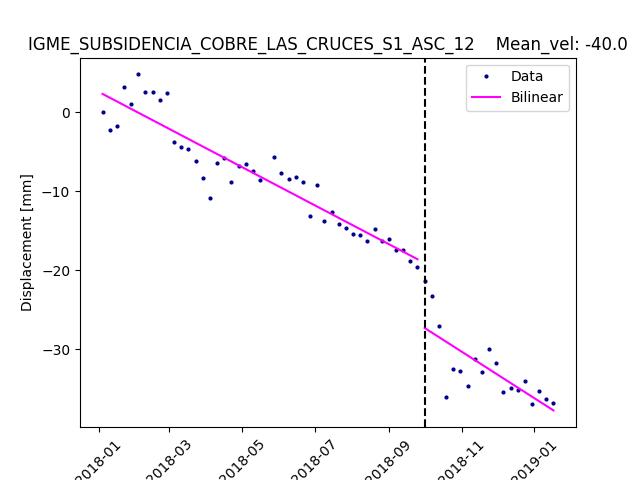 IGME_SUBSIDENCIA_COBRE_LAS_CRUCES_S1_ASC_12 Mean_vel: -40.0
Data
Bilinear
Displacement [mm]
0
−10
−20
−30
2018-01
2018-03
2018-05
2018-07
2018-09
2018-11
2019-01